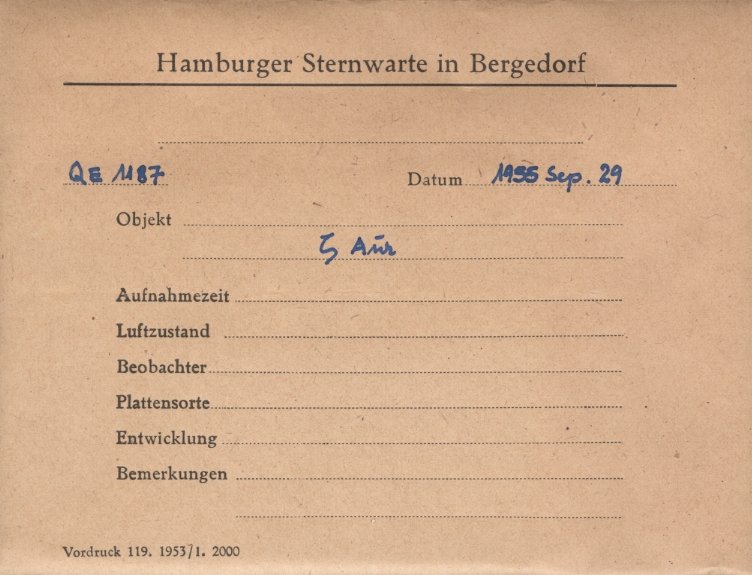 Hamburger Sternwarte in Bergedorf
QE 1187 Datum 1955 Sep. 29
Objekt
ζ Aur
Aufnahmezeit
Luftzustand
Beobachter
Plattensorte
Entwicklung
Bemerkungen
Vordruck 119. 1953/1. 2000